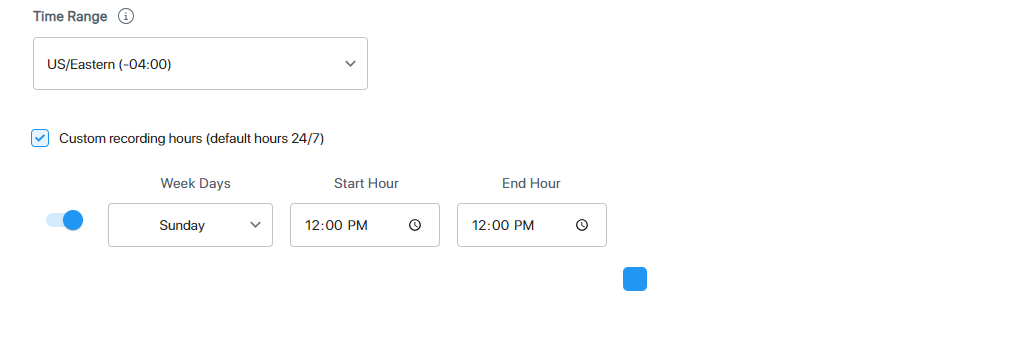 Time Range
US/Eastern (-04:00)
Custom recording hours (default hours 24/7)
Week Days Start Hour End Hour
Sunday 12:00 PM 12:00 PM